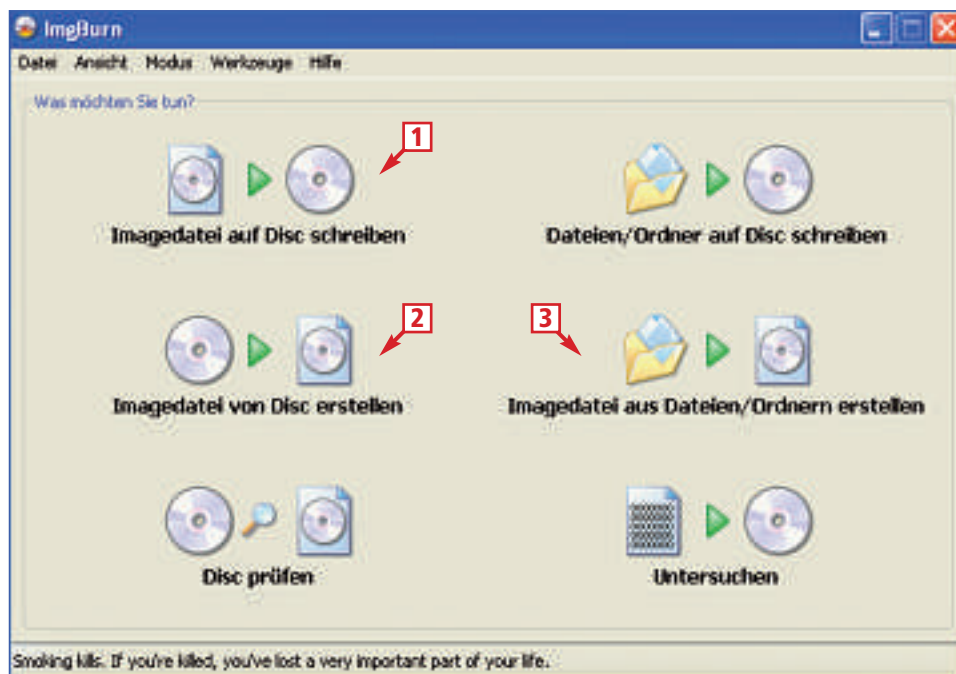 ImgBurn
Datei Ansicht Modus Werkzeuge Hilfe
Was möchten Sie tun?
1
Imagedatei auf Disc schreiben
Dateien/Ordner auf Disc schreiben
2
3
Imagedatei von Disc erstellen
Imagedatei aus Dateien/Ordnern erstellen
Disc prüfen
Untersuchen
Smoking kills. If you're killed, you've lost a very important part of your life.